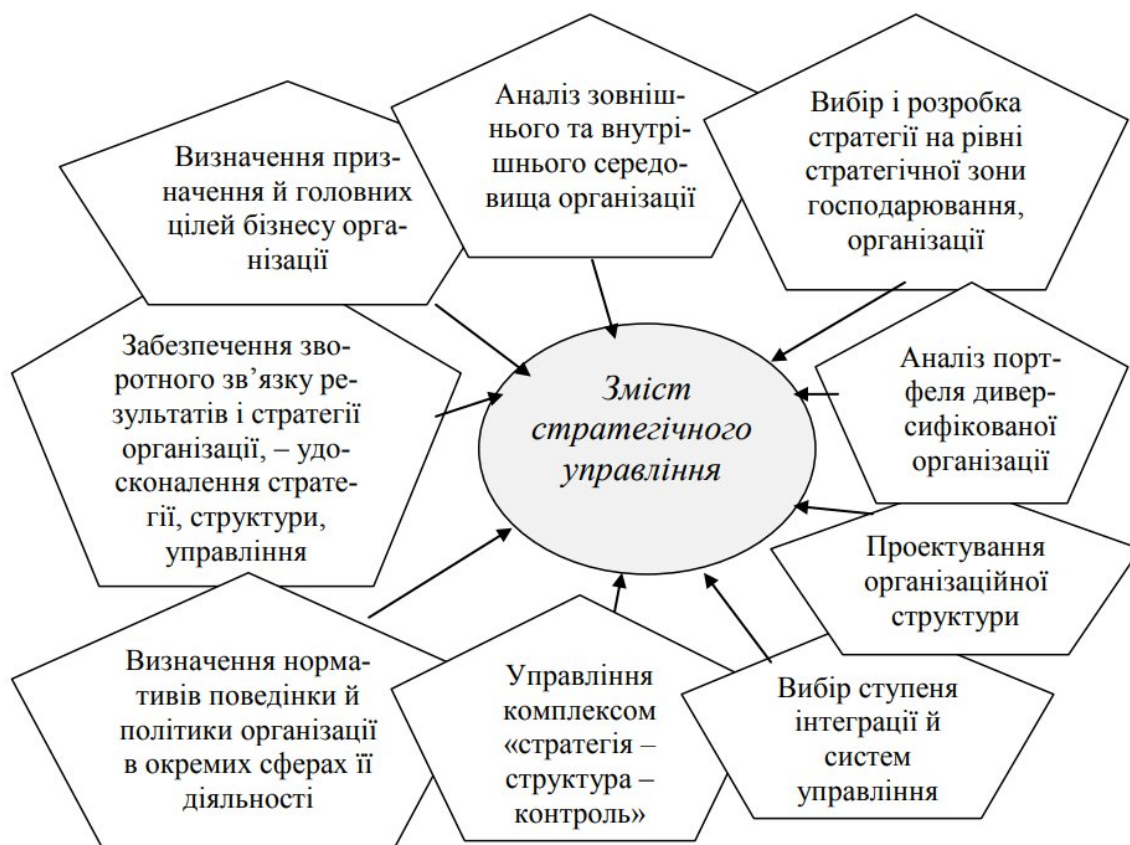 Визначення приз-
начення й головних
цілей бізнесу орга-
нізації
Аналіз зовніш-
нього та внутрі-
шнього середо-
вища організації
Вибір і розробка
стратегії на рівні
стратегічної зони
господарювання,
організації
Забезпечення зво-
ротного зв’язку ре-
зультатів і стратегії
організації, – удо-
сконалення страте-
гії, структури,
управління
Зміст
стратегічного
управління
Аналіз порт-
феля дивер-
сифікованої
організації
Проектування
організаційної
структури
Визначення норма-
тивів поведінки й
політики організації
в окремих сферах її
діяльності
Управління
комплексом
«стратегія –
структура –
контроль»
Вибір ступеня
інтеграції й
систем
управління